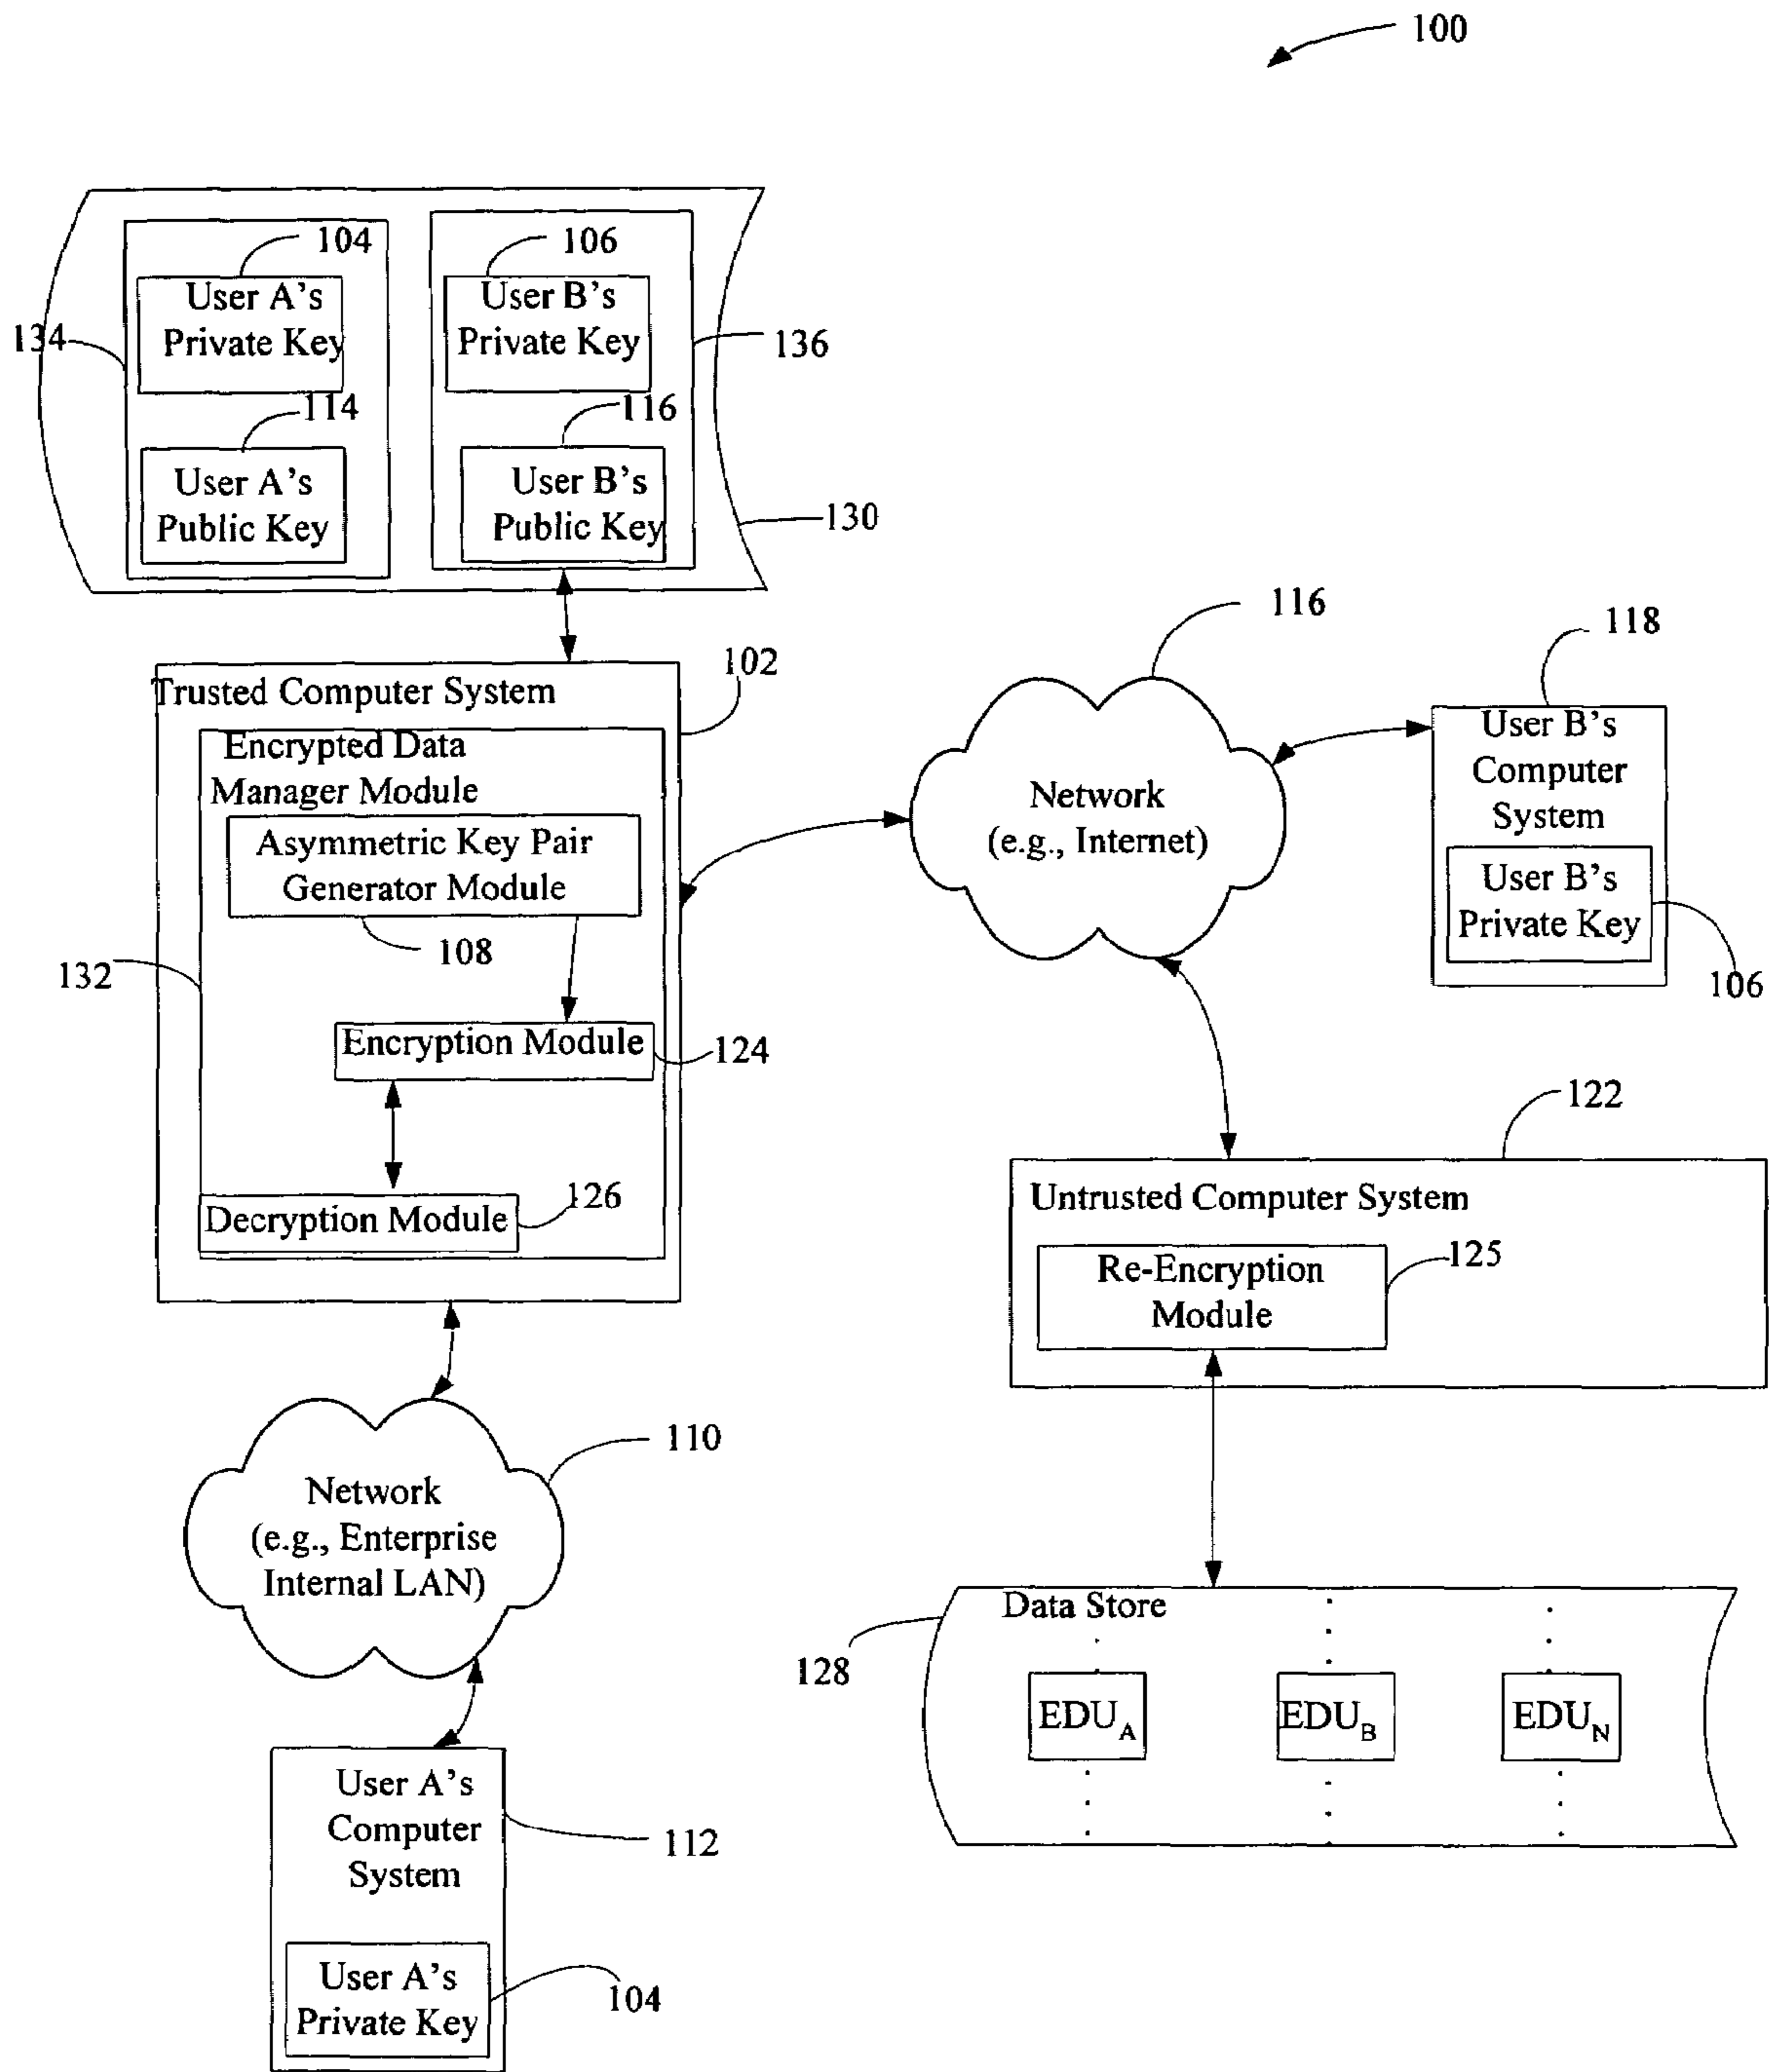 100
104
User A's
Private Key
134
114
User A's
Public Key
106
User B's
Private Key
136
116
User B's
Public Key
130
102
Trusted Computer System
Encrypted Data
Manager Module
Asymmetric Key Pair
Generator Module
108
132
Encryption Module
124
Decryption Module
126
116
Network
(e.g., Internet)
118
User B's
Computer
System
User B's
Private Key
106
122
Untrusted Computer System
Re-Encryption
Module
125
110
Network
(e.g., Enterprise
Internal LAN)
Data Store
128
EDUA
EDUB
EDUN
User A's
Computer
System
112
User A's
Private Key
104